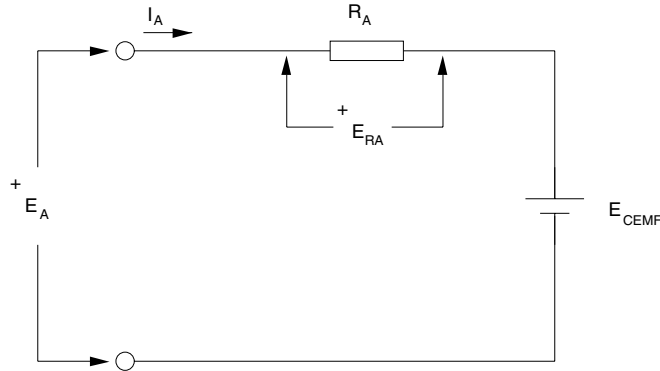 I_A
R_A
+
E_RA
+
E_A
E_CEMF